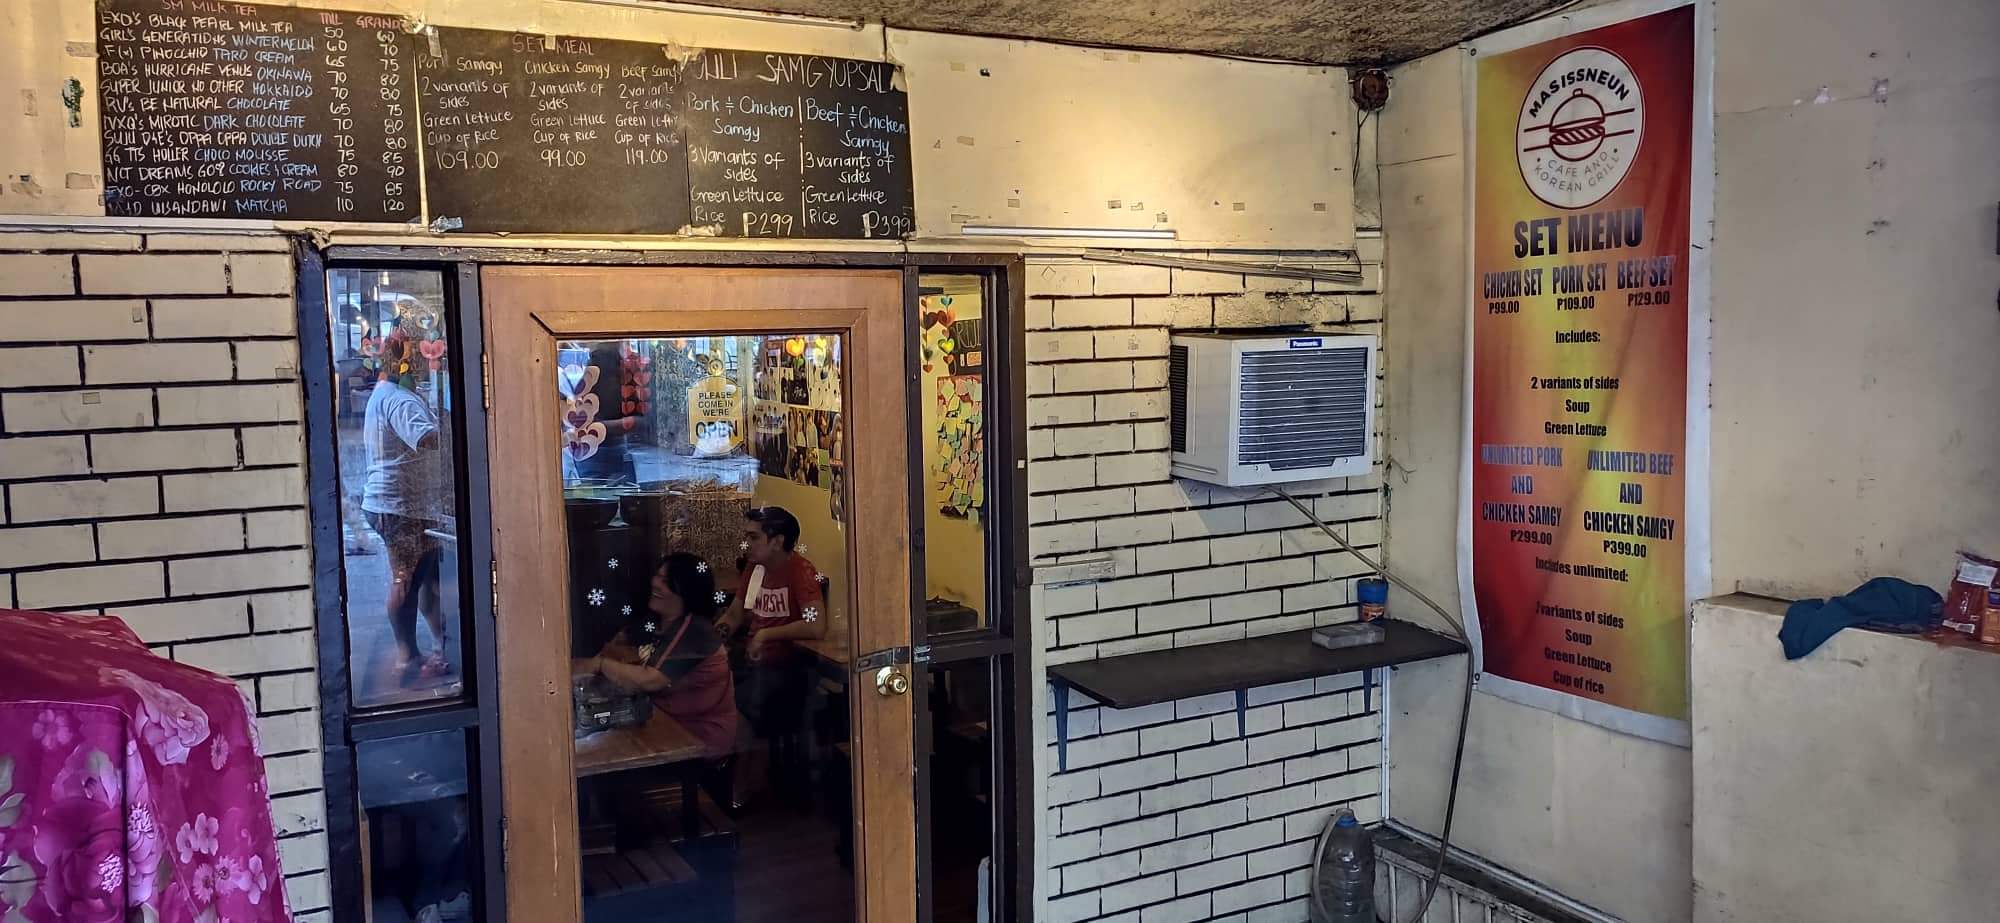 SM MILK TEA
TALL GRANDE
EXO'S BLACK PEARL MILK TEA 50 60
GIRL'S GENERATIONS WINTERMELON 60 70
F(x) PINOCCHIO TARO CREAM 65 75
BOA'S HURRICANE VENUS OKINAWA 70 80
SUPER JUNIOR NO OTHER HOKKAIDO 70 80
RV's BE NATURAL CHOCOLATE 65 75
TVXQ's MIROTIC DARK CHOCOLATE 70 80
SUJU D&E'S OPPA OPPA DOUBLE DUTCH 70 80
GG TTS HOLLER CHOCO MOUSSE 75 85
NCT DREAMS GO&9 COOKIES & CREAM 80 90
EXO-CBX HONOLOLO ROCKY ROAD 75 85
UISANDAWI MATCHA 110 120
SET MEAL
Pork Samgy
2 variants of
Sides
Green lettuce
Cup of Rice
109.00
Chicken Samgy
2 variants of
sides
Green lettuce
Cup of Rice
99.00
Beef Samgy
2 variants
of sides
Green lettuce
Cup of Rice
119.00
UNLI SAMGYUPSAL
Pork & Chicken
Samgy
3 Variants of
sides
Green Lettuce
Rice ₱299
Beef & Chicken
Samgy
3 variants of
sides
Green Lettuce
Rice ₱399
PLEASE
COME IN
WE'RE
OPEN
Panasonic
MASISSNEUN
CAFE AND
KOREAN GRILL
SET MENU
CHICKEN SET PORK SET BEEF SET
P99.00 P109.00 P129.00
Includes:
2 variants of sides
Soup
Green Lettuce
UNLIMITED PORK
AND
CHICKEN SAMGY
P299.00
UNLIMITED BEEF
AND
CHICKEN SAMGY
P399.00
Includes unlimited:
variants of sides
Soup
Green Lettuce
Cup of rice